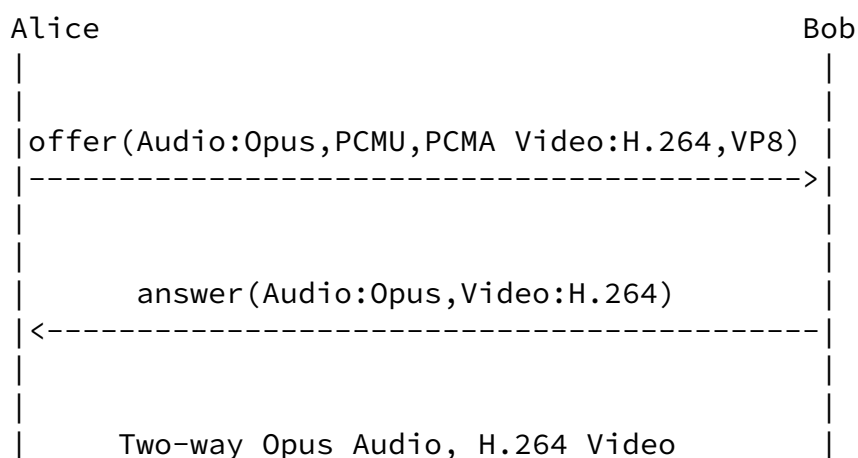 Alice Bob
offer(Audio:Opus,PCMU,PCMA Video:H.264,VP8)
answer(Audio:Opus,Video:H.264)
Two-way Opus Audio, H.264 Video